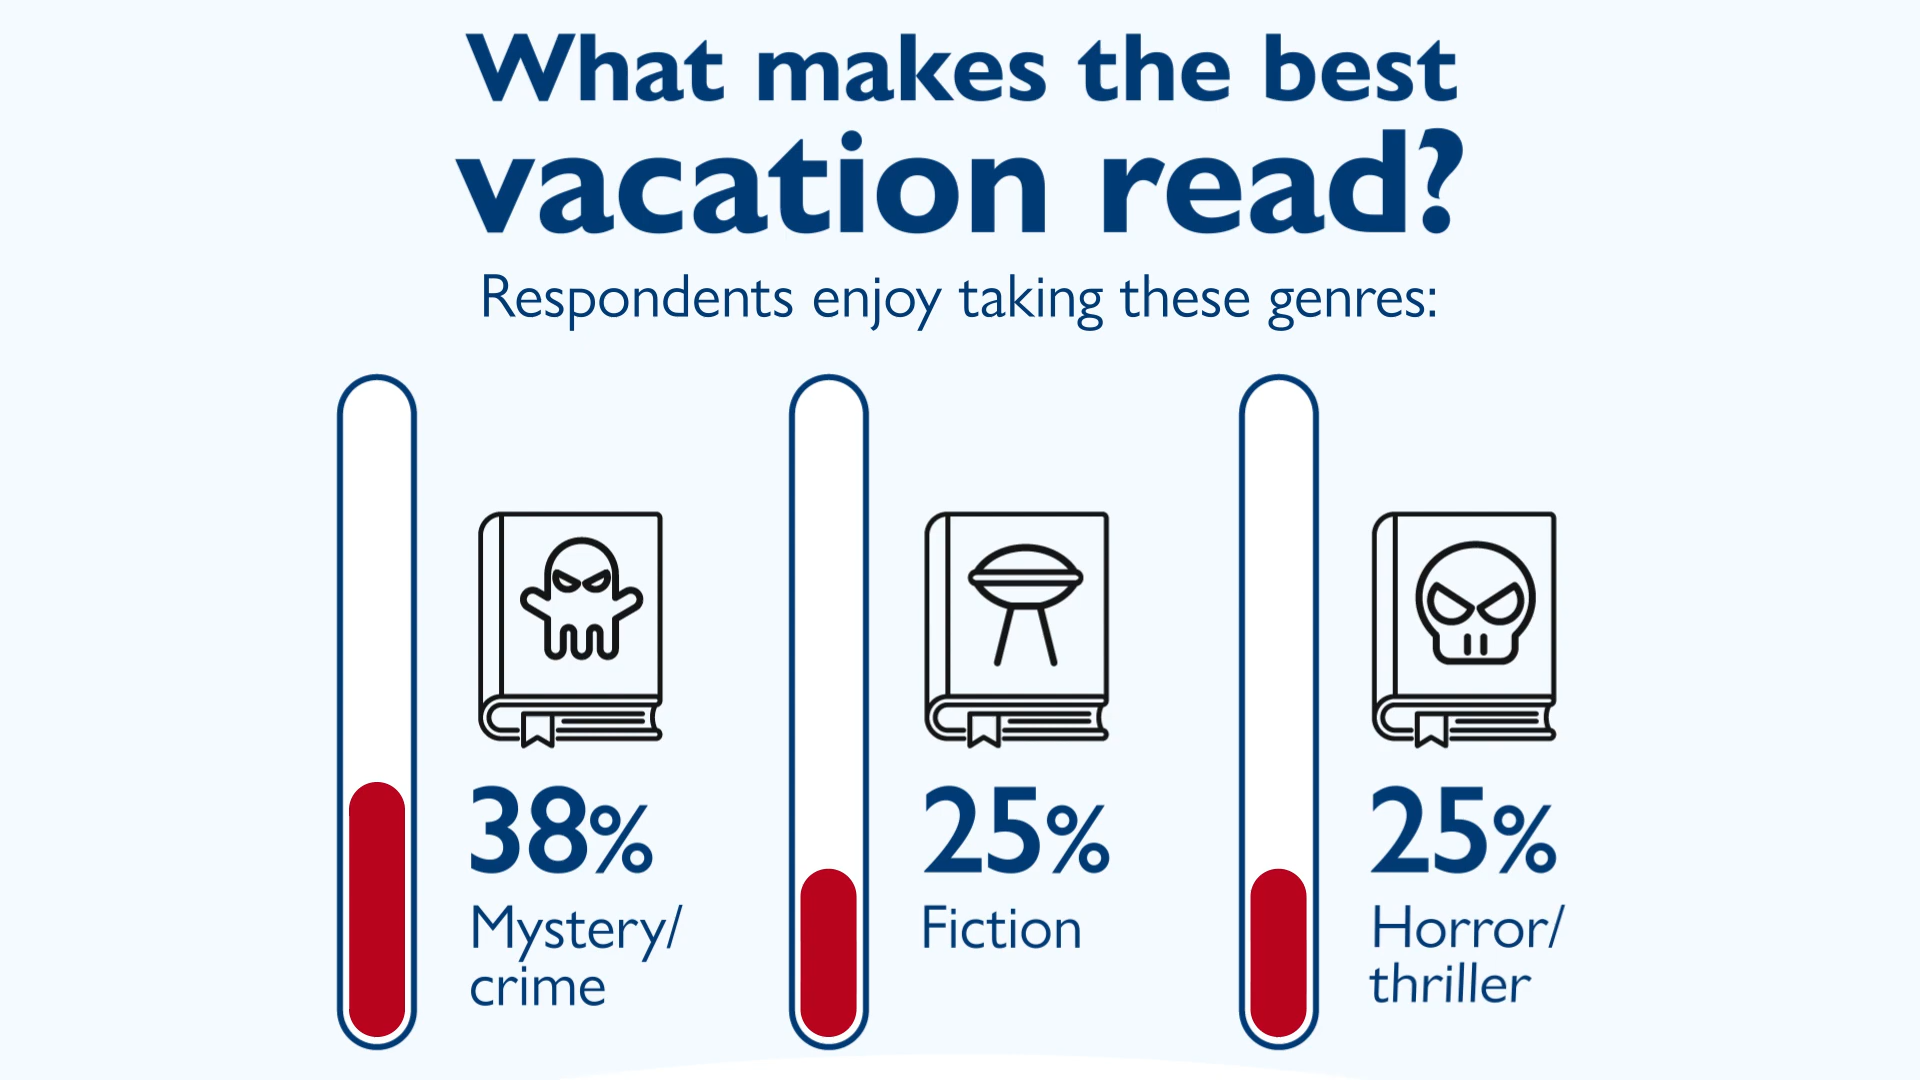 What makes the best
vacation read?
Respondents enjoy taking these genres:
38%
Mystery/
crime
25%
Fiction
25%
Horror/
thriller